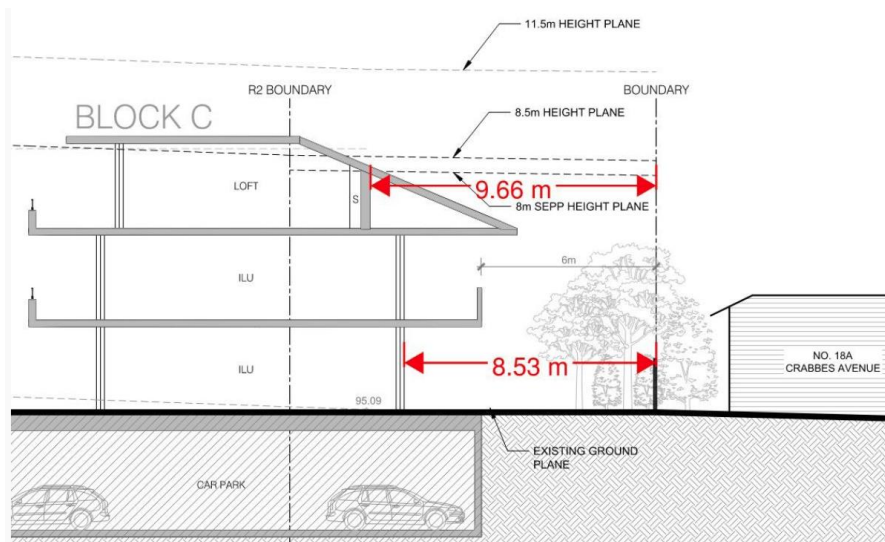 11.5m HEIGHT PLANE
R2 BOUNDARY
BOUNDARY
BLOCK C
8.5m HEIGHT PLANE
LOFT
S
9.66 m
8m SEPP HEIGHT PLANE
6m
ILU
8.53 m
NO. 18A
CRABBES AVENUE
ILU
95.09
EXISTING GROUND
PLANE
CAR PARK